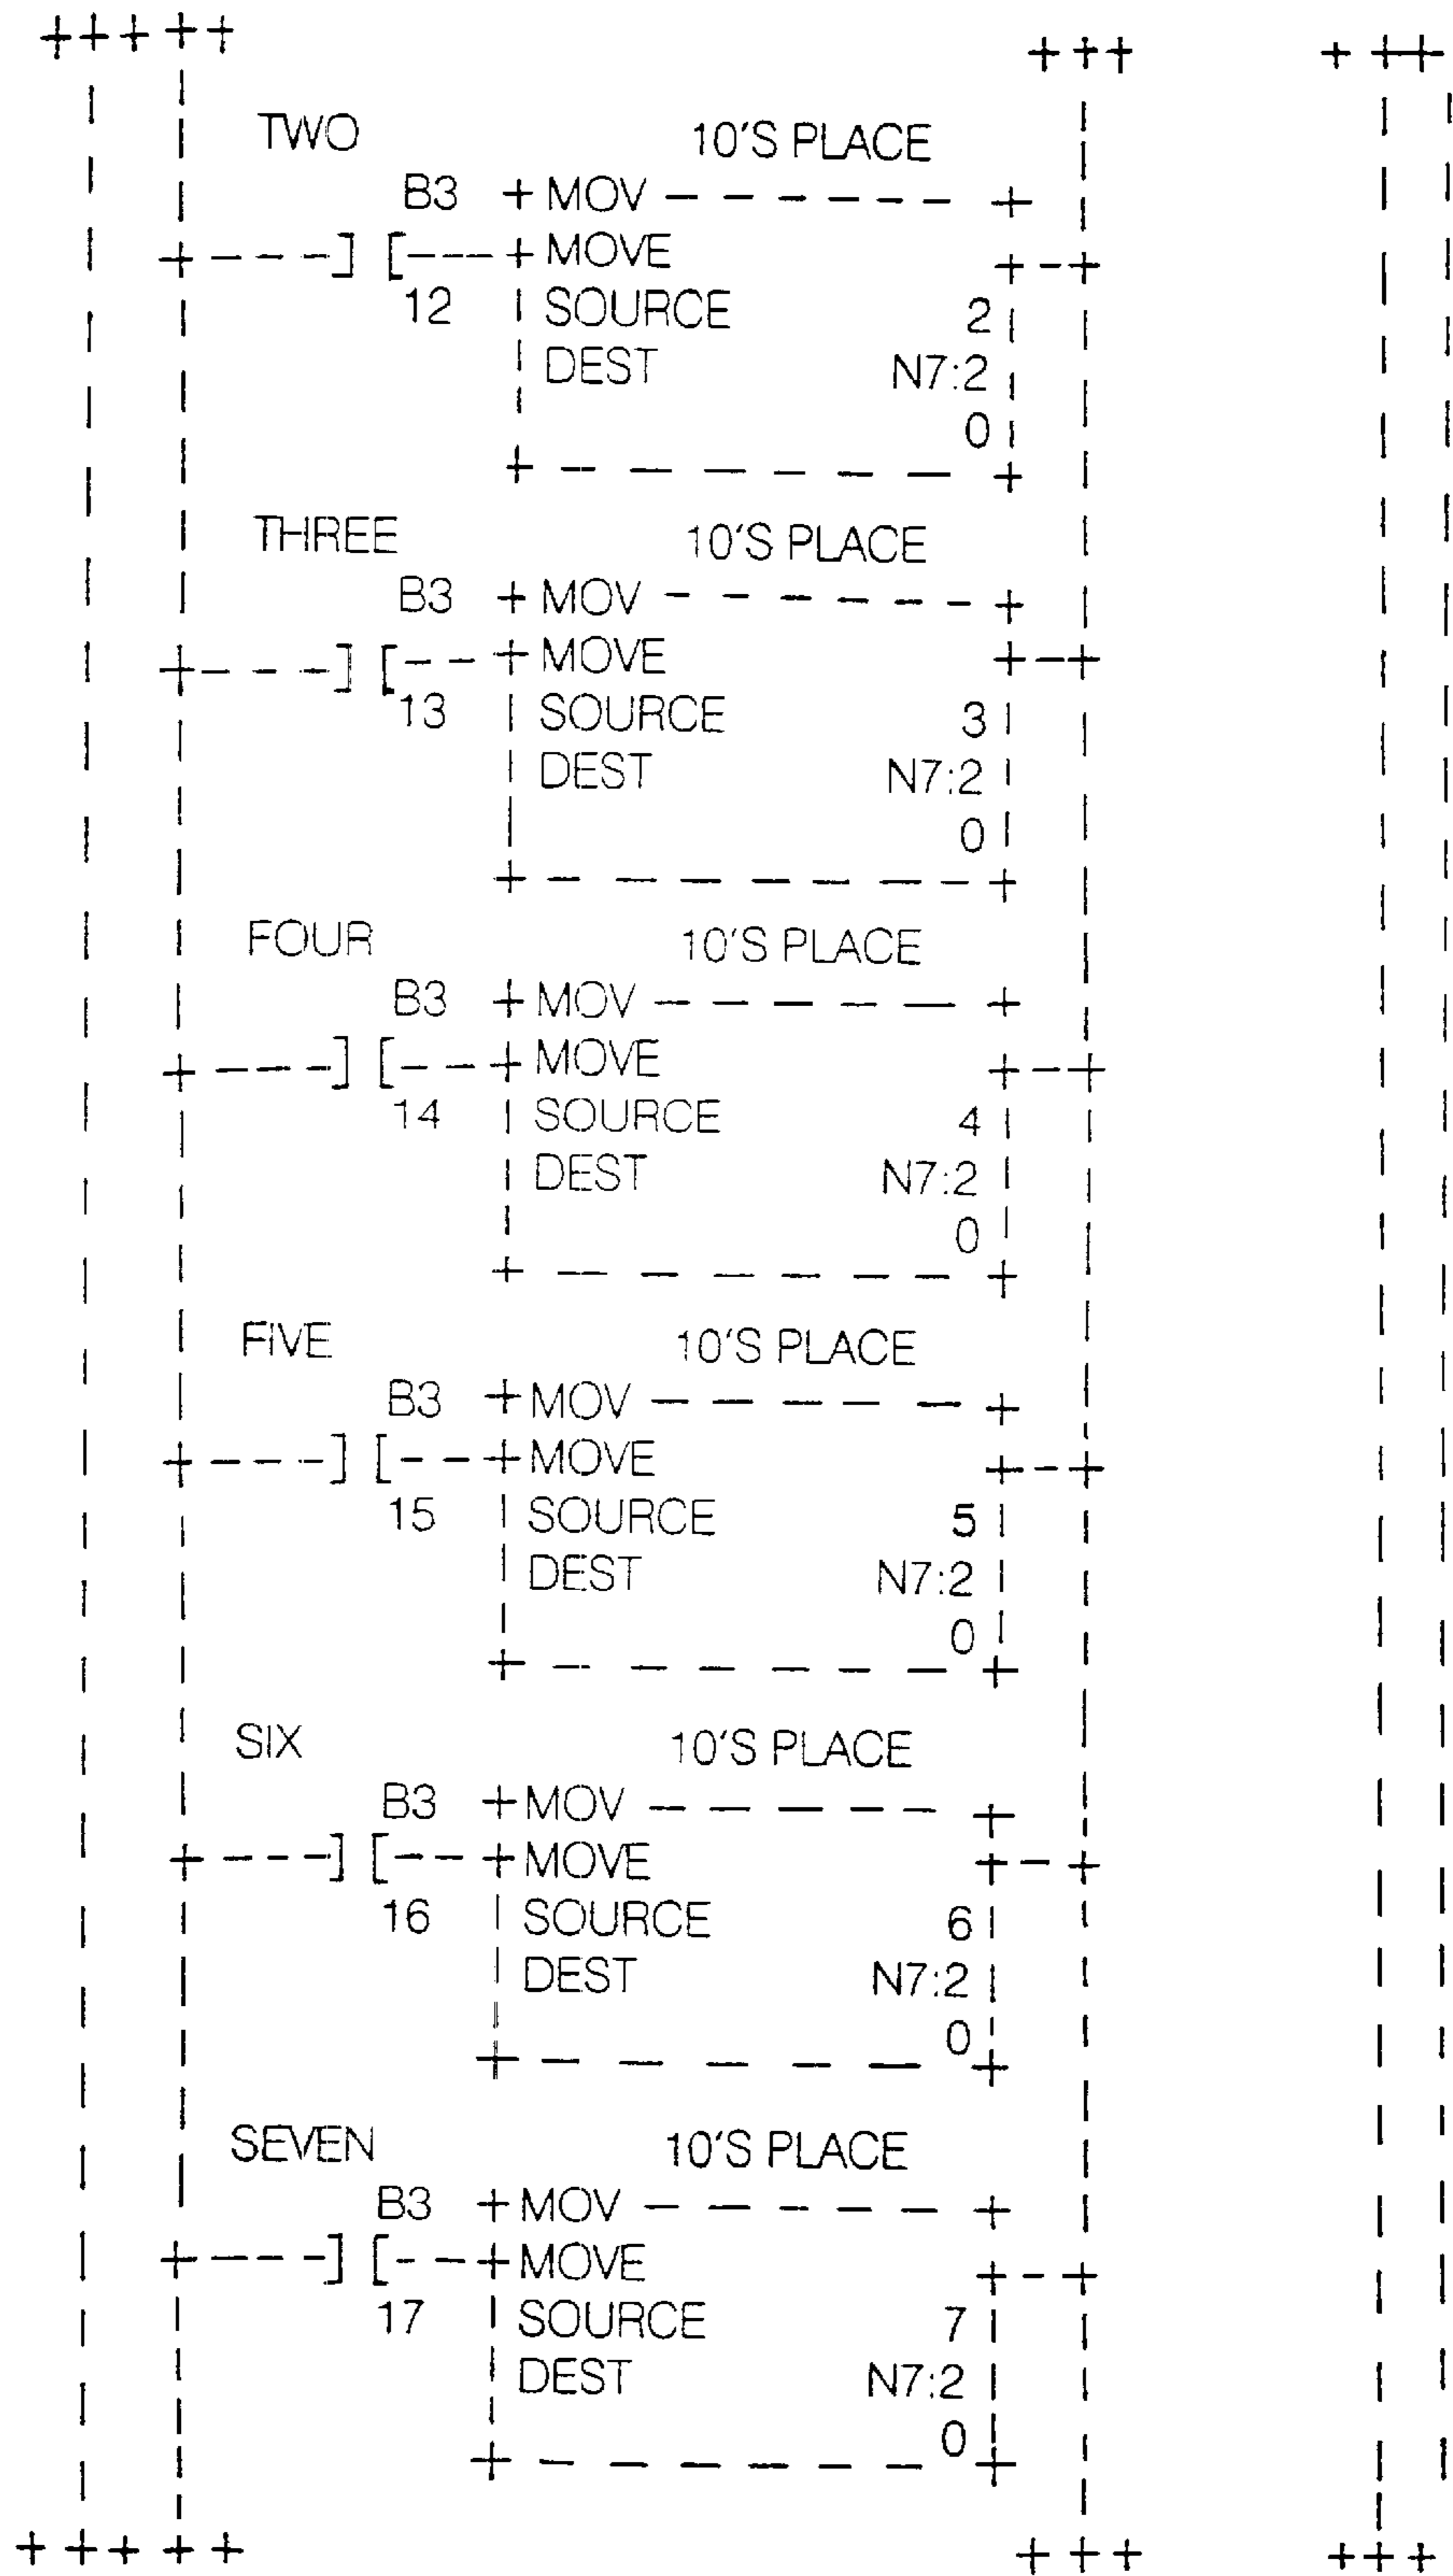 TWO 10'S PLACE
B3 MOV
] [ MOVE
12 SOURCE 2
DEST N7:2
0
THREE 10'S PLACE
B3 MOV
] [ MOVE
13 SOURCE 3
DEST N7:2
0
FOUR 10'S PLACE
B3 MOV
] [ MOVE
14 SOURCE 4
DEST N7:2
0
FIVE 10'S PLACE
B3 MOV
] [ MOVE
15 SOURCE 5
DEST N7:2
0
SIX 10'S PLACE
B3 MOV
] [ MOVE
16 SOURCE 6
DEST N7:2
0
SEVEN 10'S PLACE
B3 MOV
] [ MOVE
17 SOURCE 7
DEST N7:2
0